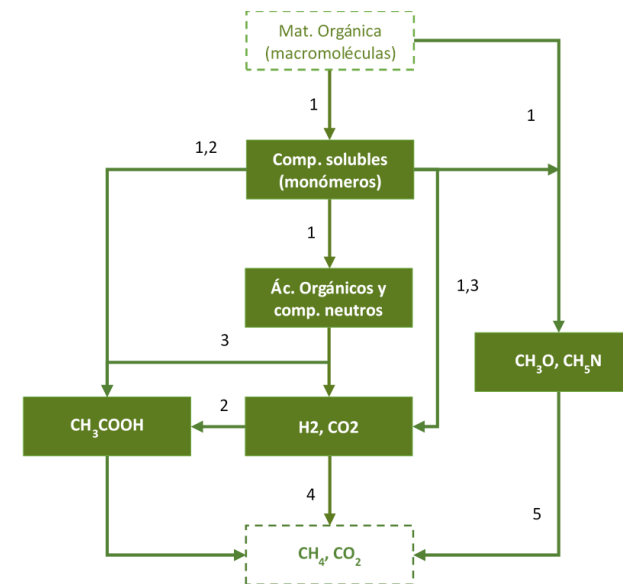 Mat. Orgánica
(macromoléculas)
1
1
1,2
Comp. solubles
(monómeros)
1
1,3
Ác. Orgánicos y
comp. neutros
3
CH₃O, CH₅N
CH₃COOH
2
H2, CO2
4
5
CH₄, CO₂